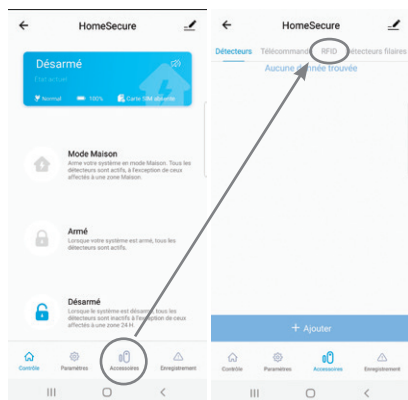 HomeSecure
Désarmé
État actuel
Normal 100% Carte SIM absente
Mode Maison
Arme votre système en mode Maison. Tous les
détecteurs sont actifs, à l'exception de ceux
affectés à une zone Maison.
Armé
Lorsque votre système est armé, tous les
détecteurs sont actifs.
Désarmé
Lorsque le système est désarmé, tous les
détecteurs sont inactifs à l'exception de ceux
affectés à une zone 24 H.
Contrôle Paramètres Accessoires Enregistrement
HomeSecure
Détecteurs Télécommand RFID Détecteurs filaires
Aucune donnée trouvée
+ Ajouter
Contrôle Paramètres Accessoires Enregistrement